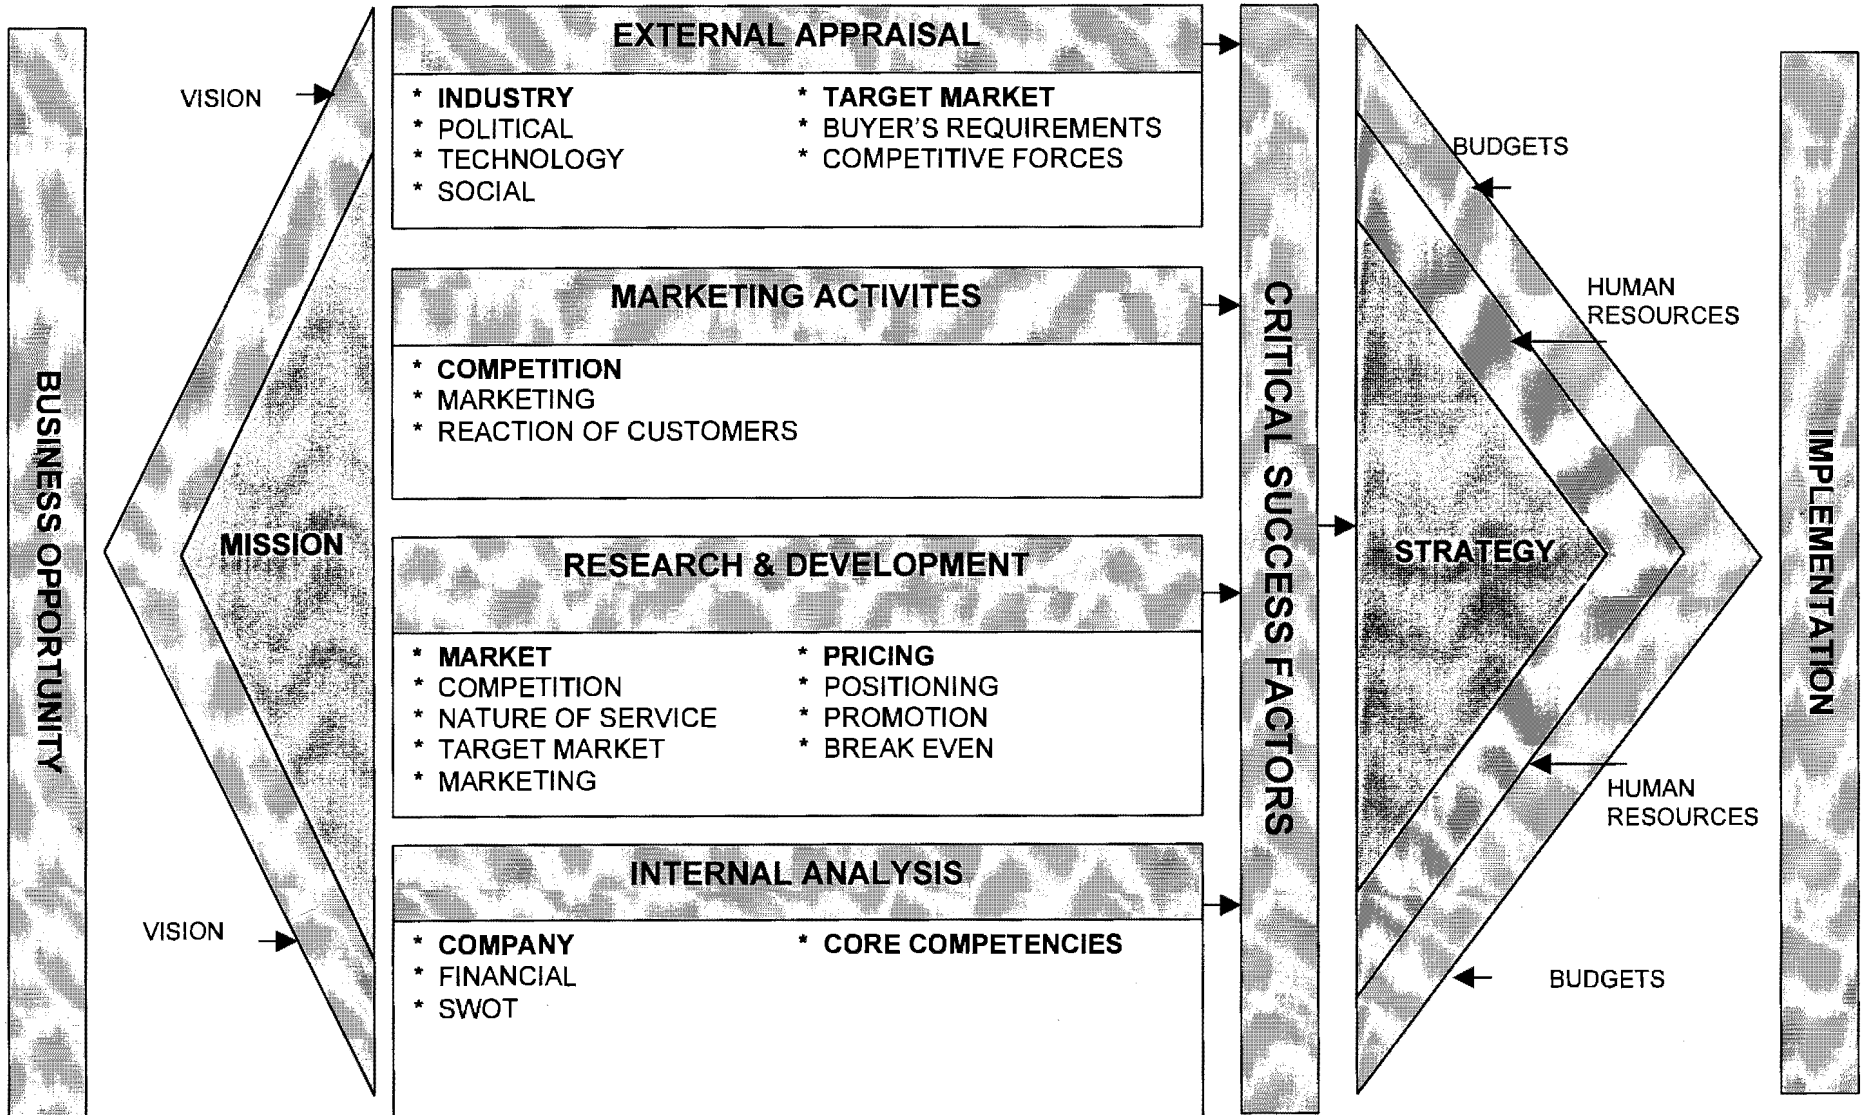 BUSINESS OPPORTUNITY
VISION
MISSION
VISION
EXTERNAL APPRAISAL
* INDUSTRY
* POLITICAL
* TECHNOLOGY
* SOCIAL
* TARGET MARKET
* BUYER'S REQUIREMENTS
* COMPETITIVE FORCES
MARKETING ACTIVITES
* COMPETITION
* MARKETING
* REACTION OF CUSTOMERS
RESEARCH & DEVELOPMENT
* MARKET
* COMPETITION
* NATURE OF SERVICE
* TARGET MARKET
* MARKETING
* PRICING
* POSITIONING
* PROMOTION
* BREAK EVEN
INTERNAL ANALYSIS
* COMPANY
* FINANCIAL
* SWOT
* CORE COMPETENCIES
CRITICAL SUCCESS FACTORS
STRATEGY
BUDGETS
HUMAN
RESOURCES
HUMAN
RESOURCES
BUDGETS
IMPLEMENTATION